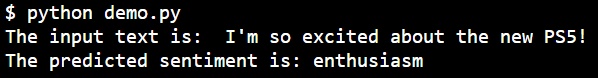 $ python demo.py
The input text is:  I'm so excited about the new PS5!
The predicted sentiment is: enthusiasm